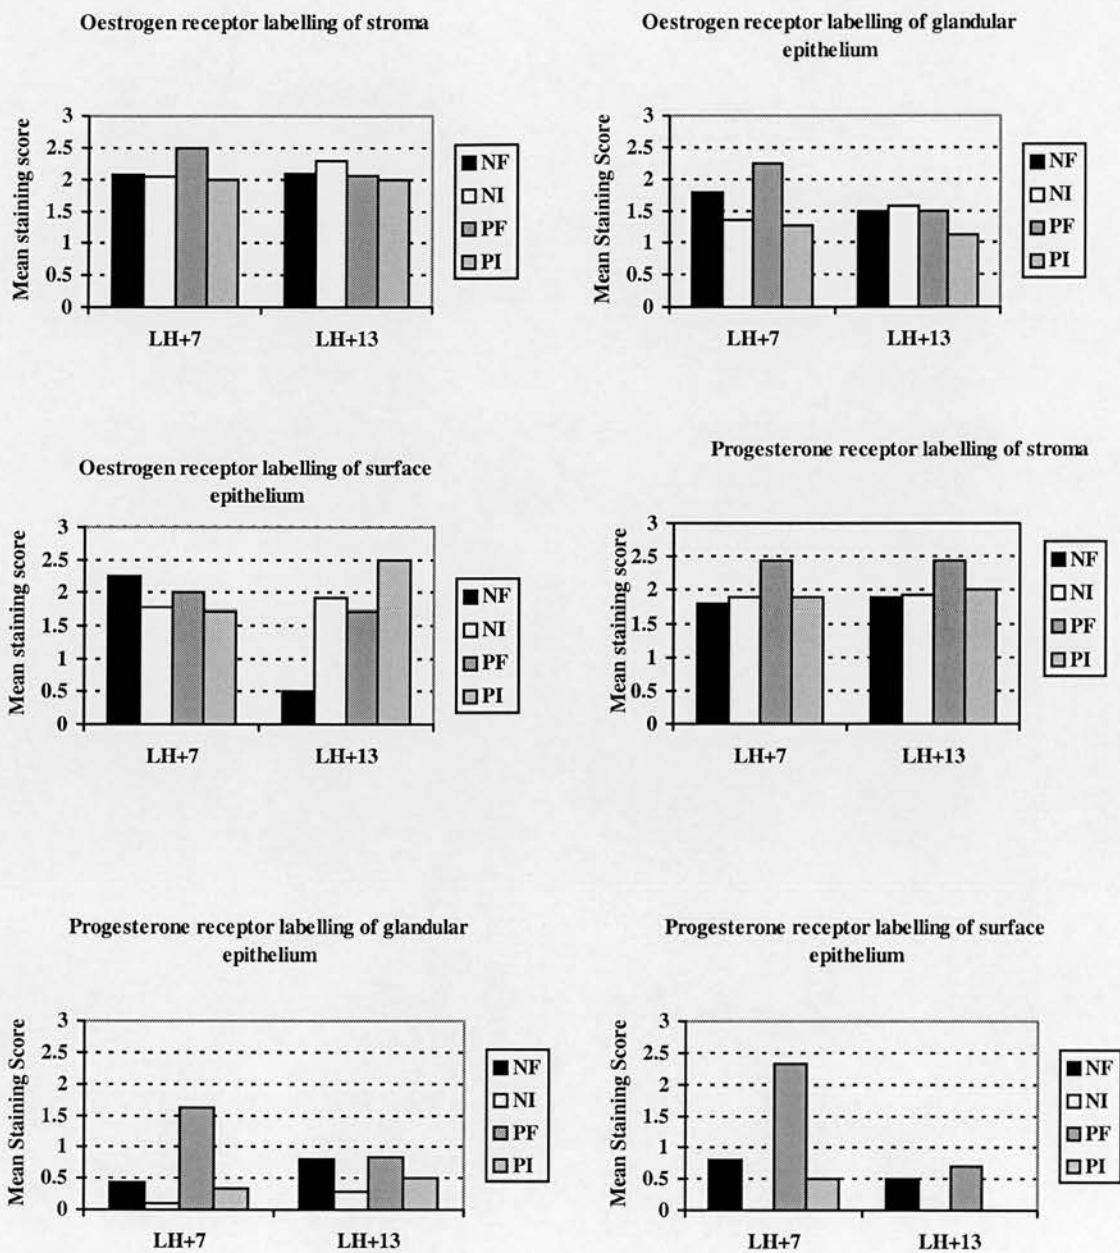 Oestrogen receptor labelling of stroma
Mean staining score
3
2.5
2
1.5
1
0.5
0
LH+7 LH+13
NF
NI
PF
PI
Oestrogen receptor labelling of glandular
epithelium
Mean Staining Score
3
2.5
2
1.5
1
0.5
0
LH+7 LH+13
NF
NI
PF
PI
Oestrogen receptor labelling of surface
epithelium
Mean staining score
3
2.5
2
1.5
1
0.5
0
LH+7 LH+13
NF
NI
PF
PI
Progesterone receptor labelling of stroma
Mean staining score
3
2.5
2
1.5
1
0.5
0
LH+7 LH+13
NF
NI
PF
PI
Progesterone receptor labelling of glandular
epithelium
Mean Staining Score
3
2.5
2
1.5
1
0.5
0
LH+7 LH+13
NF
NI
PF
PI
Progesterone receptor labelling of surface
epithelium
Mean Staining Score
3
2.5
2
1.5
1
0.5
0
LH+7 LH+13
NF
NI
PF
PI